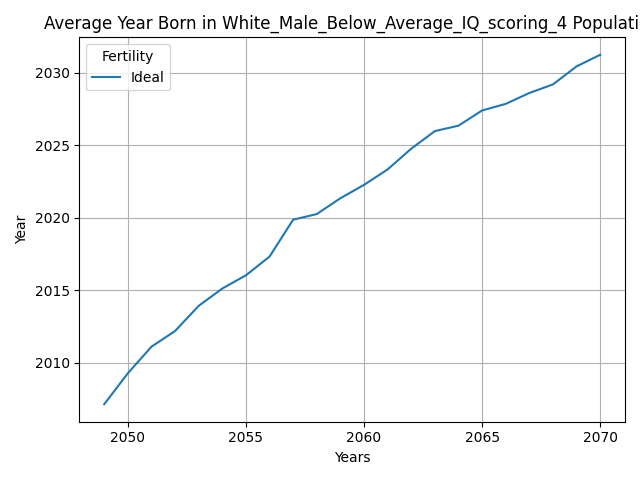 Average Year Born in White_Male_Below_Average_IQ_scoring_4 Populati
Fertility
Ideal
2030
2025
2020
2015
2010
Year
2050 2055 2060 2065 2070
Years